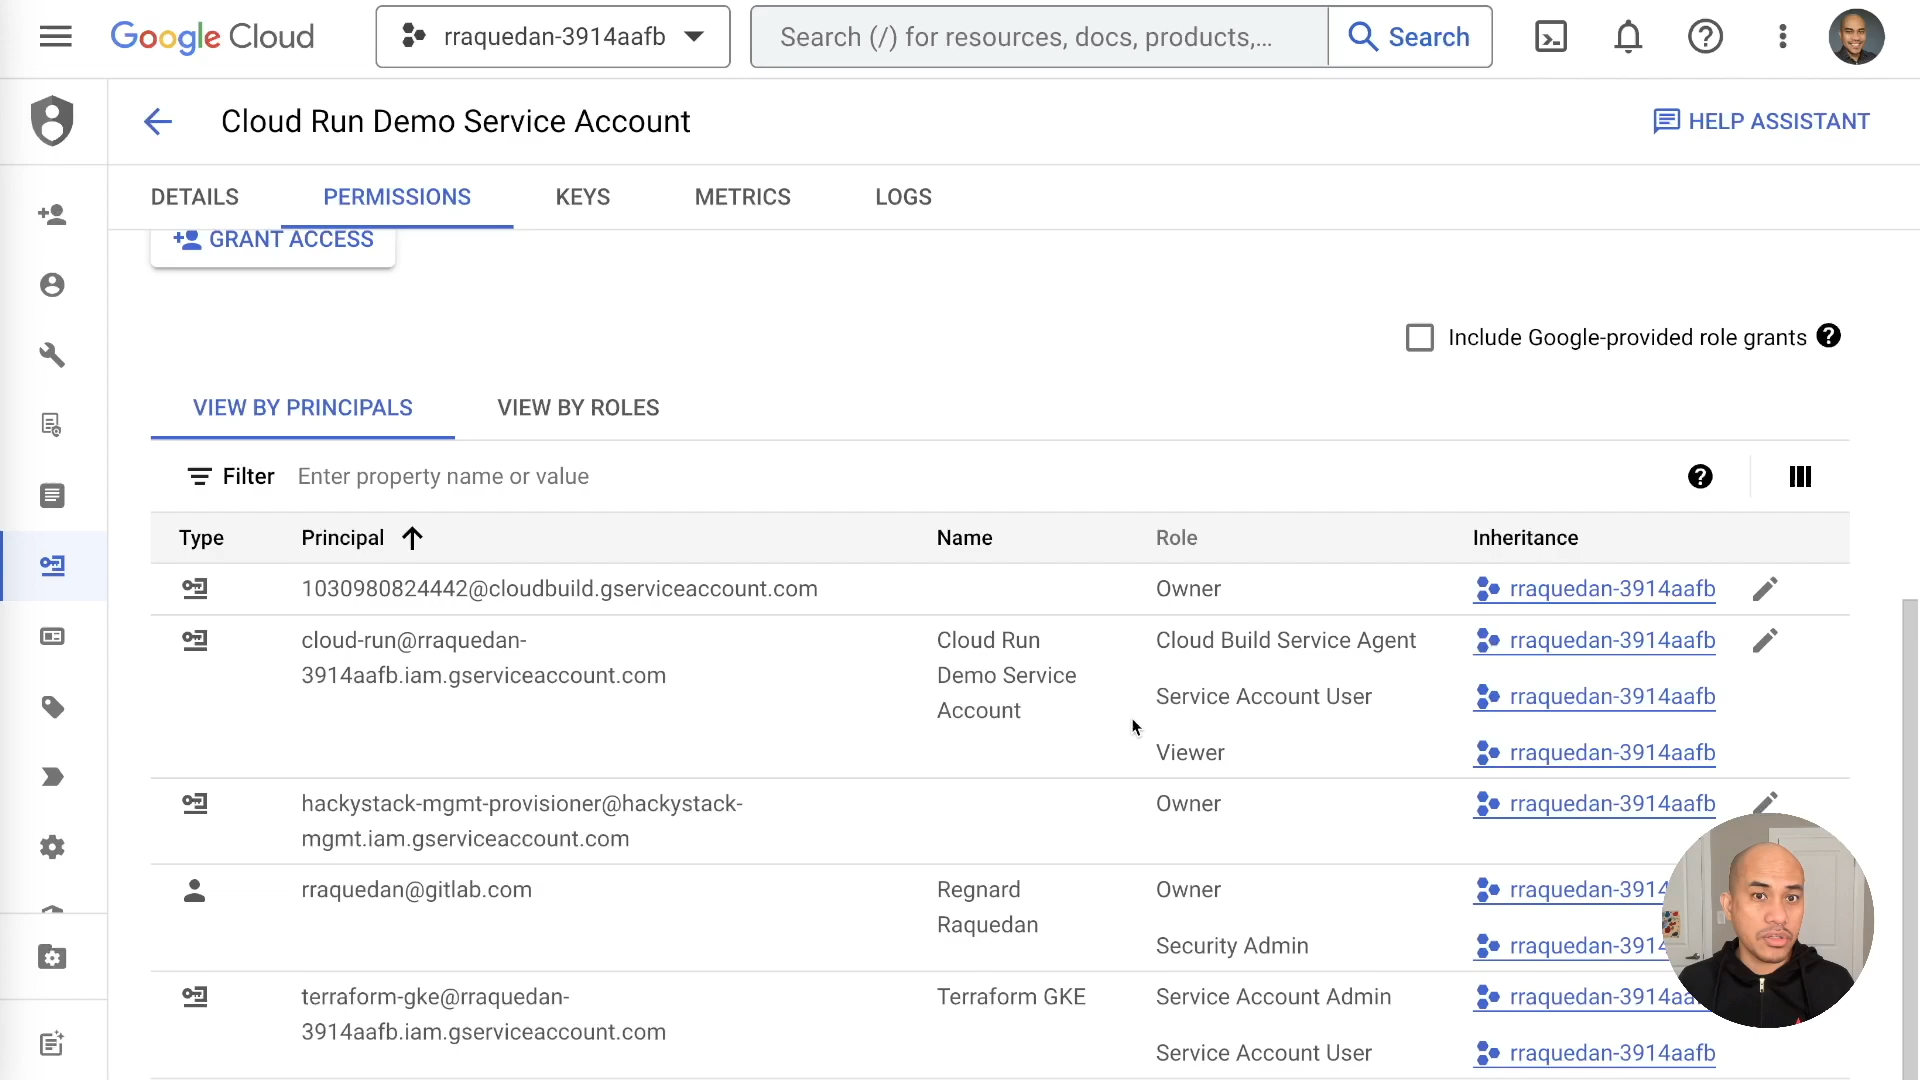 Google Cloud
rraquedan-3914aafb
Search (/) for resources, docs, products,...
Search
Cloud Run Demo Service Account
HELP ASSISTANT
DETAILS
PERMISSIONS
KEYS
METRICS
LOGS
GRANT ACCESS
Include Google-provided role grants
VIEW BY PRINCIPALS
VIEW BY ROLES
Filter
Enter property name or value
Type
Principal
Name
Role
Inheritance
1030980824442@cloudbuild.gserviceaccount.com
Owner
rraquedan-3914aafb
cloud-run@rraquedan-
3914aafb.iam.gserviceaccount.com
Cloud Run
Demo Service
Account
Cloud Build Service Agent
rraquedan-3914aafb
Service Account User
rraquedan-3914aafb
Viewer
rraquedan-3914aafb
hackystack-mgmt-provisioner@hackystack-
mgmt.iam.gserviceaccount.com
Owner
rraquedan-3914aafb
rraquedan@gitlab.com
Regnard
Raquedan
Owner
rraquedan-3914
Security Admin
rraquedan-3914
terraform-gke@rraquedan-
3914aafb.iam.gserviceaccount.com
Terraform GKE
Service Account Admin
rraquedan-3914aa
Service Account User
rraquedan-3914aafb